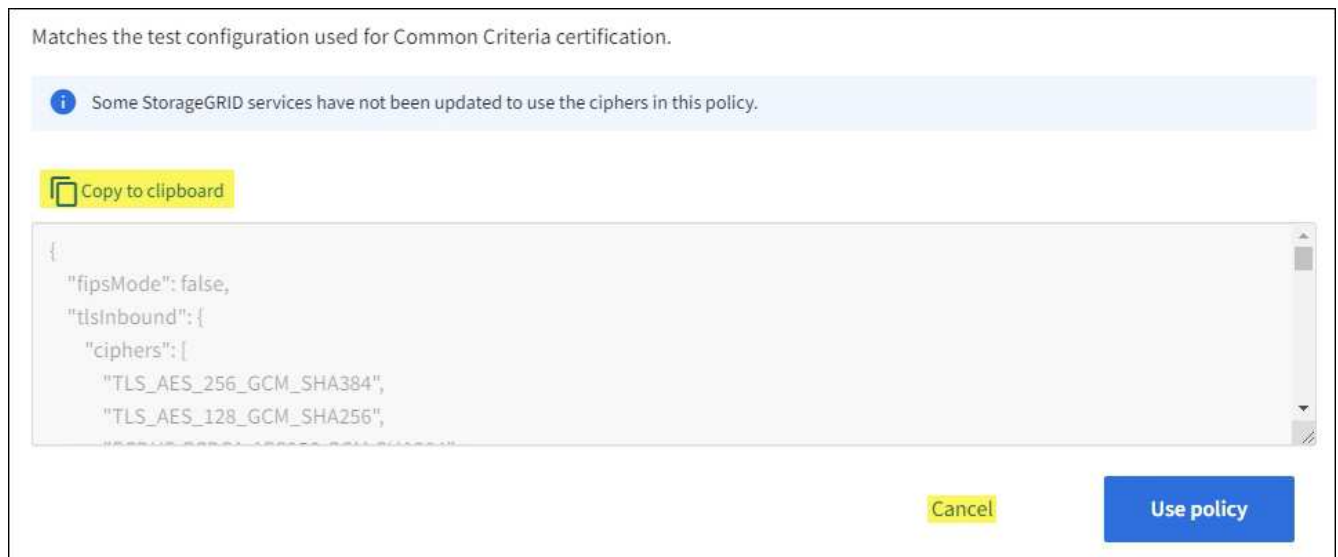 Matches the test configuration used for Common Criteria certification.
Some StorageGRID services have not been updated to use the ciphers in this policy.
Copy to clipboard
{
"fipsMode": false,
"tlsInbound": {
"ciphers": [
"TLS_AES_256_GCM_SHA384",
"TLS_AES_128_GCM_SHA256",
Cancel
Use policy